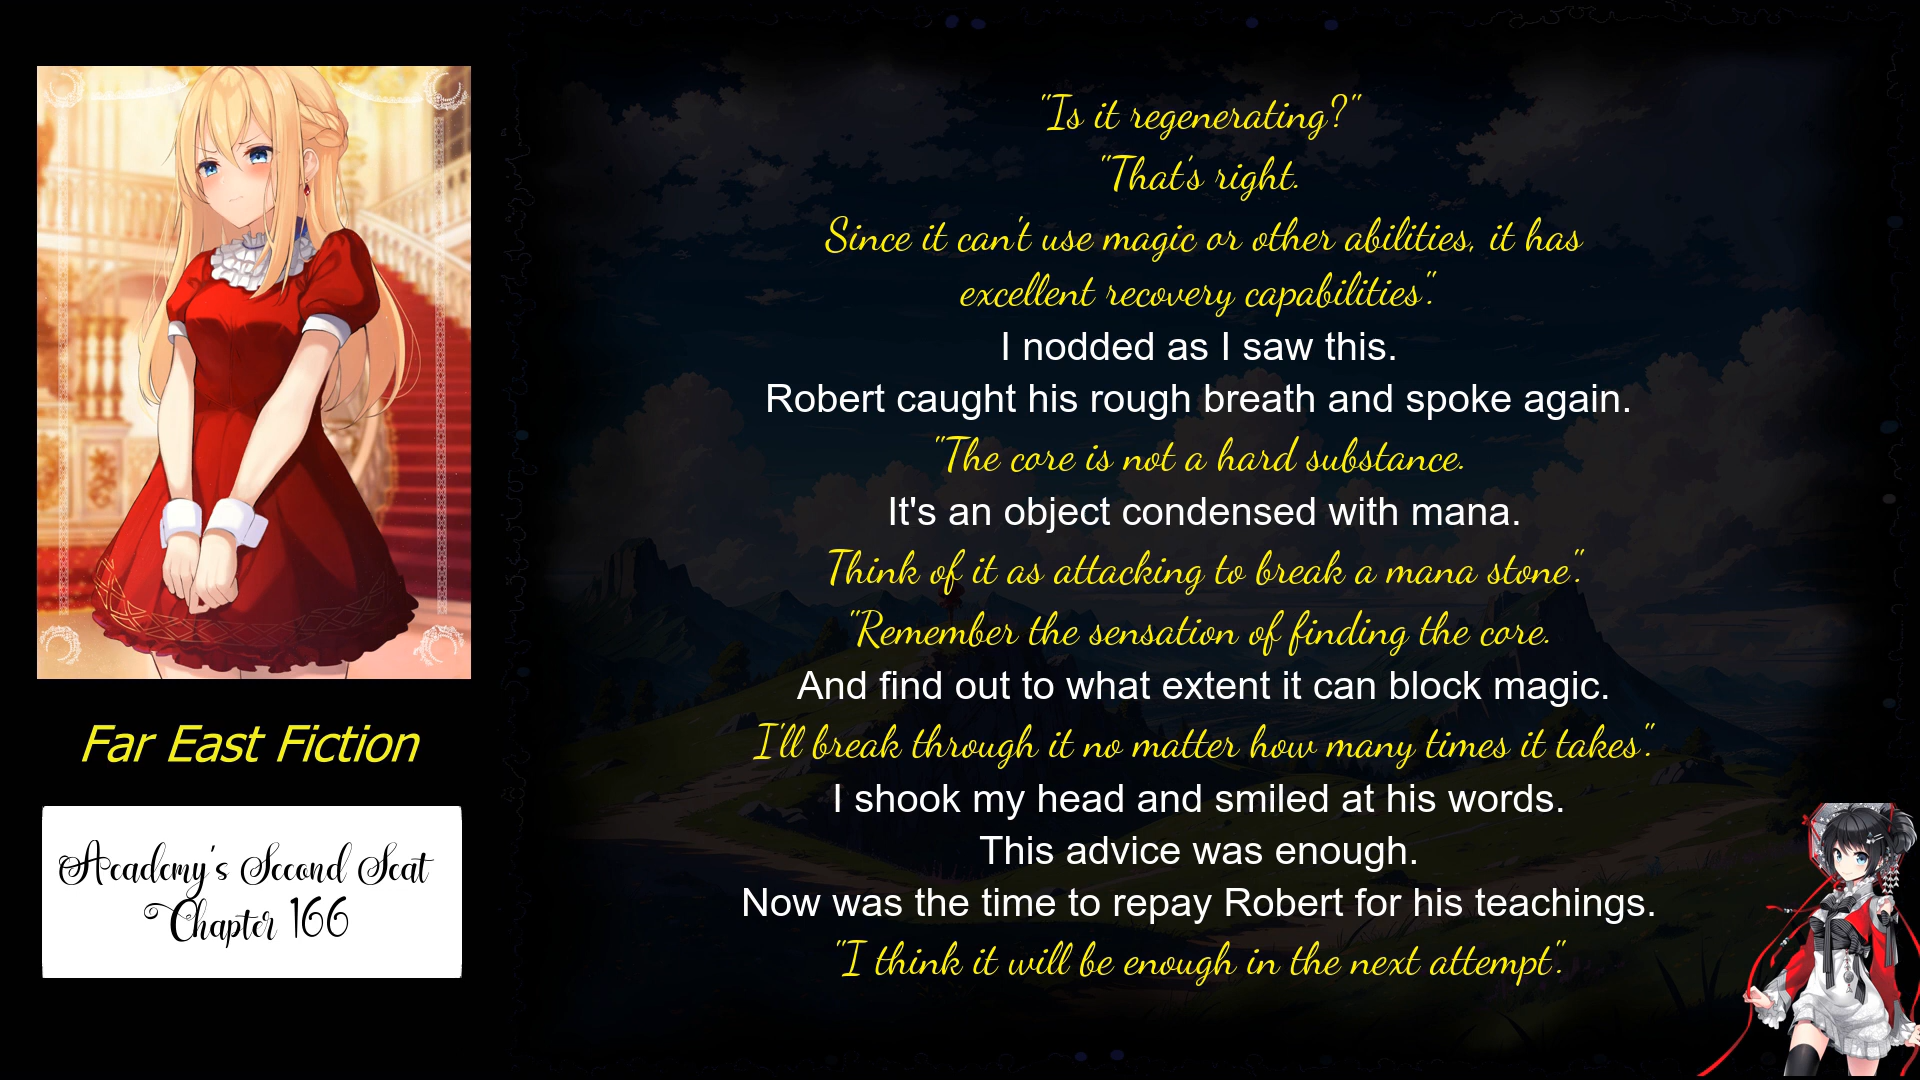 "Is it regenerating?"
"That's right.
Since it can't use magic or other abilities, it has
excellent recovery capabilities."
I nodded as I saw this.
Robert caught his rough breath and spoke again.
"The core is not a hard substance.
It's an object condensed with mana.
Think of it as attacking to break a mana stone."
"Remember the sensation of finding the core.
And find out to what extent it can block magic.
I'll break through it no matter how many times it takes."
I shook my head and smiled at his words.
This advice was enough.
Now was the time to repay Robert for his teachings.
"I think it will be enough in the next attempt."
Far East Fiction
Academy's Second Seat
Chapter 166